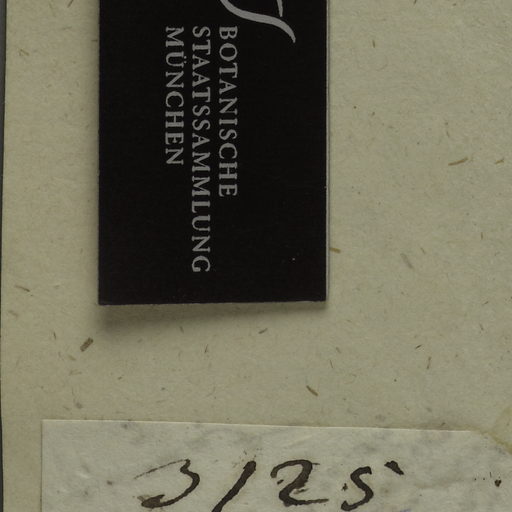 BOTANISCHE
STAATSSAMMLUNG
MÜNCHEN
3125